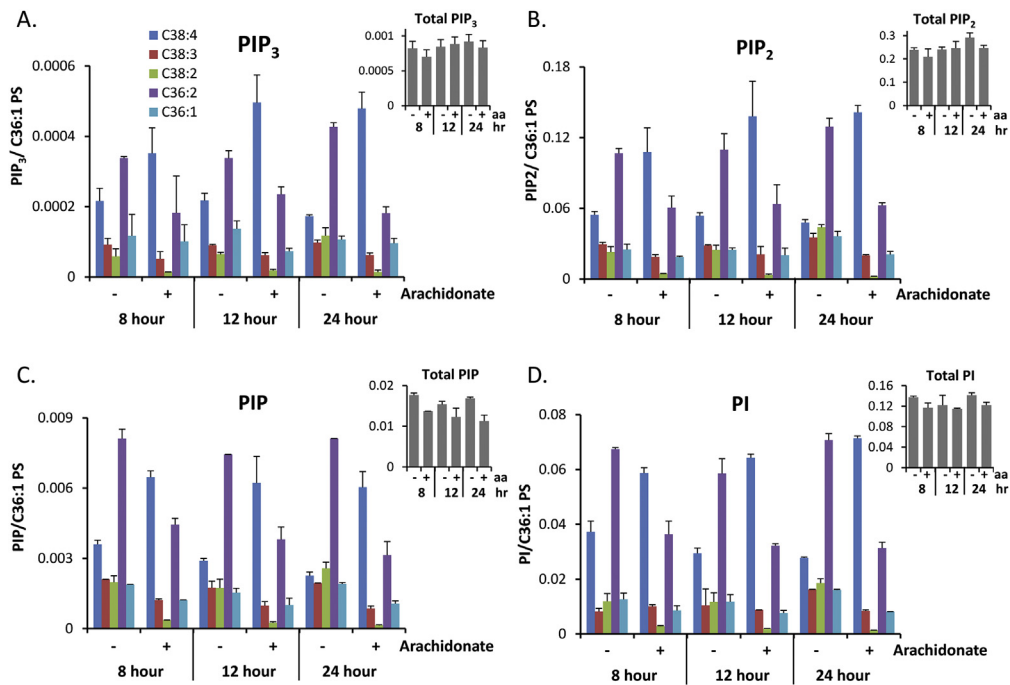 A.
PIP3
C38:4
C38:3
C38:2
C36:2
C36:1
Total PIP3
0.001
0.0005
0
- + - + - + aa
8 12 24 hr
PIP3/ C36:1 PS
0.0006
0.0004
0.0002
0
- + - + - + Arachidonate
8 hour 12 hour 24 hour
B.
PIP2
Total PIP2
0.3
0.2
0.1
0
- + - + - + aa
8 12 24 hr
PIP2/ C36:1 PS
0.18
0.12
0.06
0
- + - + - + Arachidonate
8 hour 12 hour 24 hour
C.
PIP
Total PIP
0.02
0.01
0
- + - + - + aa
8 12 24 hr
PIP/C36:1 PS
0.009
0.006
0.003
0
- + - + - + Arachidonate
8 hour 12 hour 24 hour
D.
PI
Total PI
0.16
0.12
0.08
0.04
0
- + - + - + aa
8 12 24 hr
PI/C36:1 PS
0.08
0.06
0.04
0.02
0
- + - + - + Arachidonate
8 hour 12 hour 24 hour